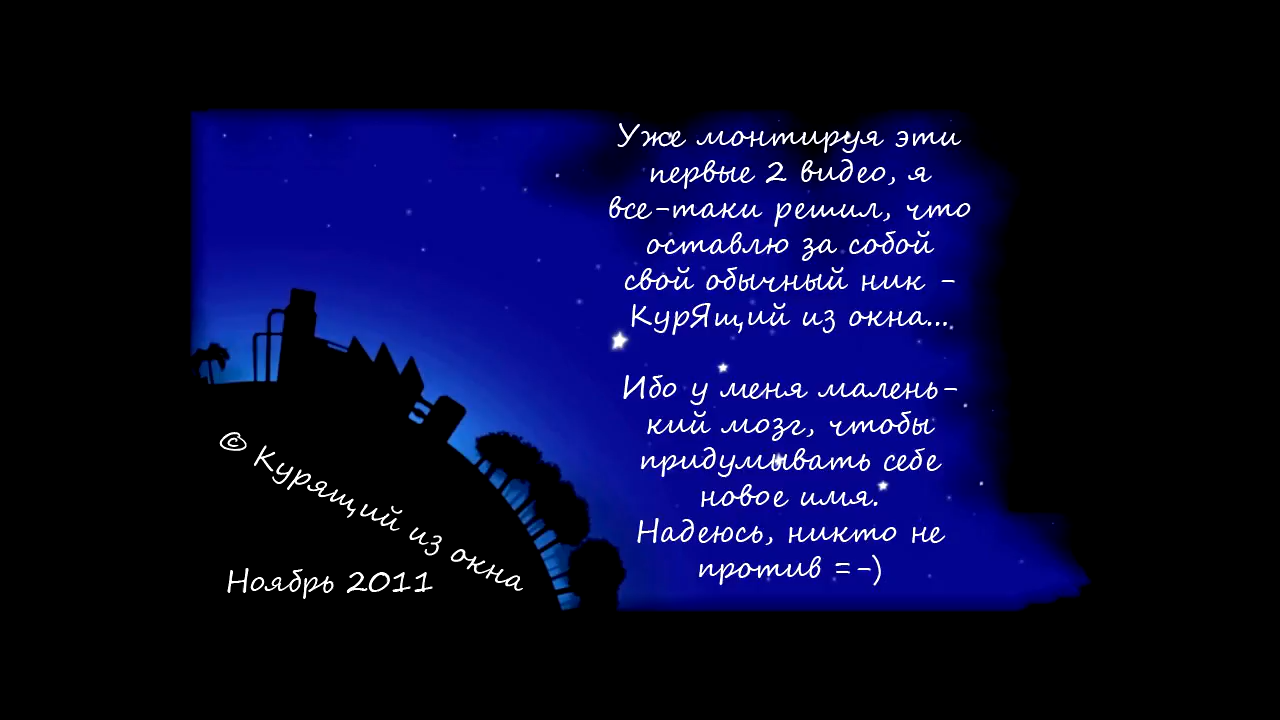 Уже монтируя эти
первые 2 видео, я
все-таки решил, что
оставлю за собой
свой обычный ник -
КурЯщий из окна...
Ибо у меня малень-
кий мозг, чтобы
придумывать себе
новое имя.
Надеюсь, никто не
против =-)
© Курящий из окна
Ноябрь 2011